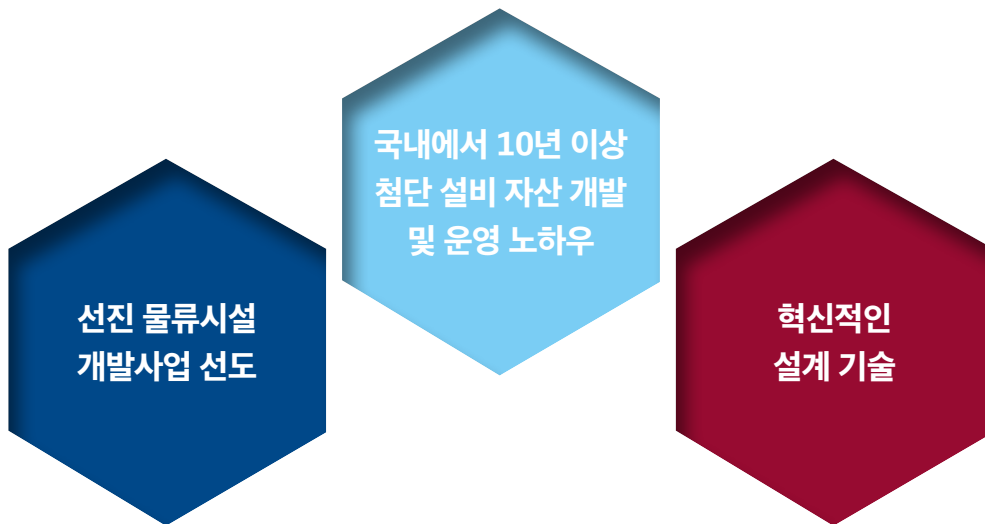 선진 물류시설
개발사업 선도
국내에서 10년 이상
첨단 설비 자산 개발
및 운영 노하우
혁신적인
설계 기술